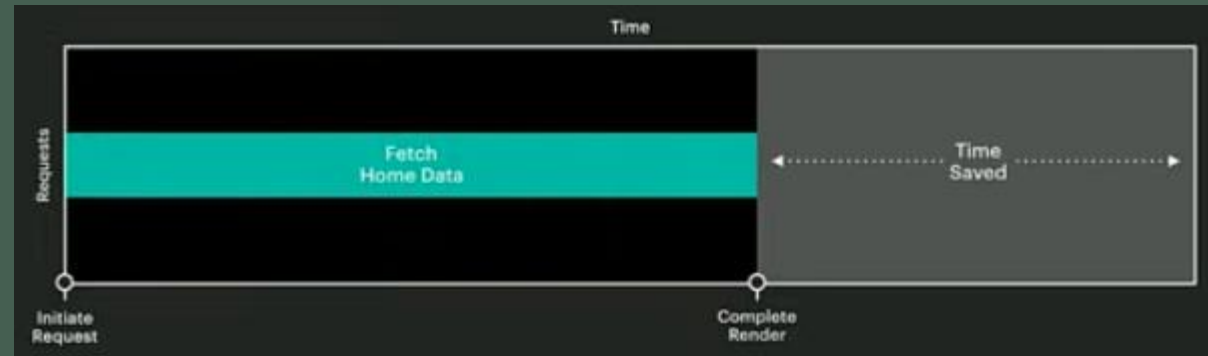 Time
Requests
Fetch
Home Data
Time
Saved
Initiate
Request
Complete
Render